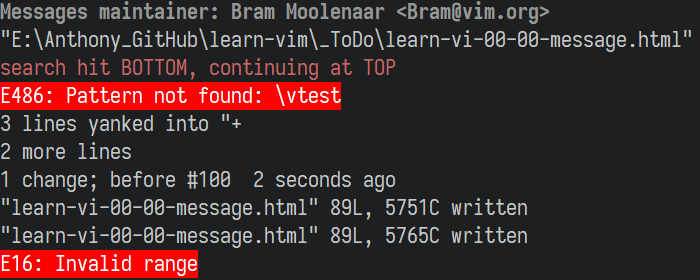 Messages maintainer: Bram Moolenaar <Bram@vim.org>
"E:\Anthony_GitHub\learn-vim\_ToDo\learn-vi-00-00-message.html"
search hit BOTTOM, continuing at TOP
E486: Pattern not found: \vtest
3 lines yanked into "+
2 more lines
1 change; before #100  2 seconds ago
"learn-vi-00-00-message.html" 89L, 5751C written
"learn-vi-00-00-message.html" 89L, 5765C written
E16: Invalid range